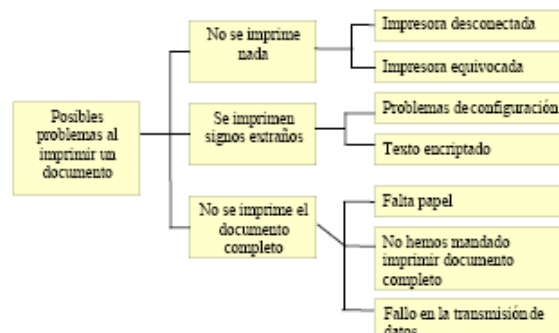 Posibles
problemas al
imprimir un
documento
No se imprime
nada
Impresora desconectada
Impresora equivocada
Se imprimen
signos extraños
Problemas de configuración
Texto encriptado
No se imprime el
documento
completo
Falta papel
No hemos mandado
imprimir documento
completo
Fallo en la transmisión de
datos